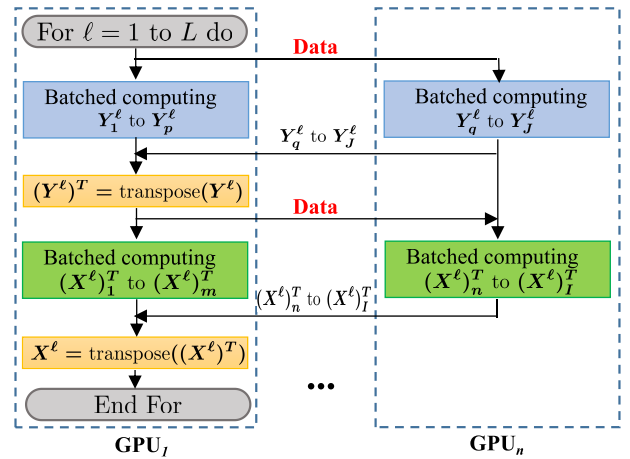 For ℓ = 1 to L do
Data
Batched computing
Y₁^ℓ to Y_p^ℓ
Batched computing
Y_q^ℓ to Y_J^ℓ
Y_q^ℓ to Y_J^ℓ
(Y^ℓ)^T = transpose(Y^ℓ)
Data
Batched computing
(X^ℓ)₁^T to (X^ℓ)_m^T
Batched computing
(X^ℓ)_n^T to (X^ℓ)_I^T
(X^ℓ)_n^T to (X^ℓ)_I^T
X^ℓ = transpose((X^ℓ)^T)
...
End For
GPU_1
GPU_n